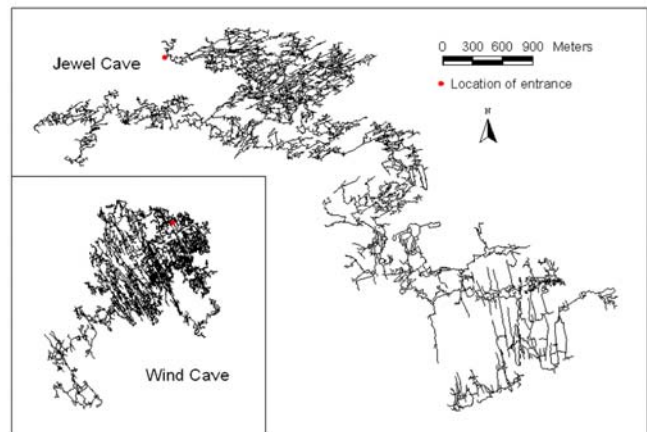 Jewel Cave
0 300 600 900 Meters
Location of entrance
N
Wind Cave